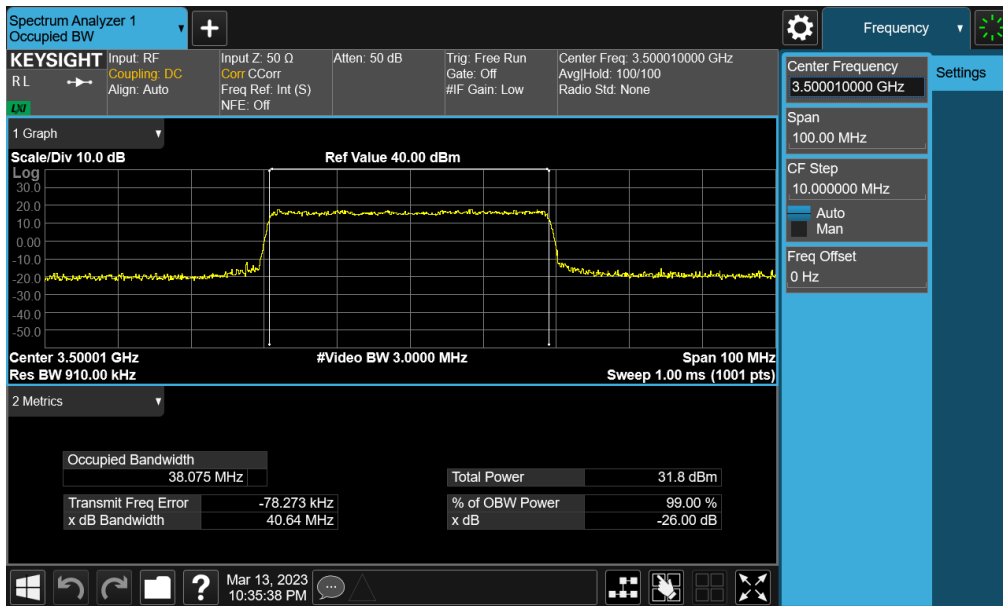 Spectrum Analyzer 1
Occupied BW
Frequency
KEYSIGHT
R L
LXI
Input: RF
Coupling: DC
Align: Auto
Input Z: 50 Ω
Corr CCorr
Freq Ref: Int (S)
NFE: Off
Atten: 50 dB
Trig: Free Run
Gate: Off
#IF Gain: Low
Center Freq: 3.500010000 GHz
Avg|Hold: 100/100
Radio Std: None
Center Frequency
3.500010000 GHz
Settings
Span
100.00 MHz
CF Step
10.000000 MHz
Auto
Man
Freq Offset
0 Hz
1 Graph
Scale/Div 10.0 dB
Ref Value 40.00 dBm
Log
30.0
20.0
10.0
0.00
-10.0
-20.0
-30.0
-40.0
-50.0
Center 3.50001 GHz
#Video BW 3.0000 MHz
Span 100 MHz
Res BW 910.00 kHz
Sweep 1.00 ms (1001 pts)
2 Metrics
Occupied Bandwidth
38.075 MHz
Total Power 31.8 dBm
Transmit Freq Error -78.273 kHz
% of OBW Power 99.00 %
x dB Bandwidth 40.64 MHz
x dB -26.00 dB
?
Mar 13, 2023
10:35:38 PM